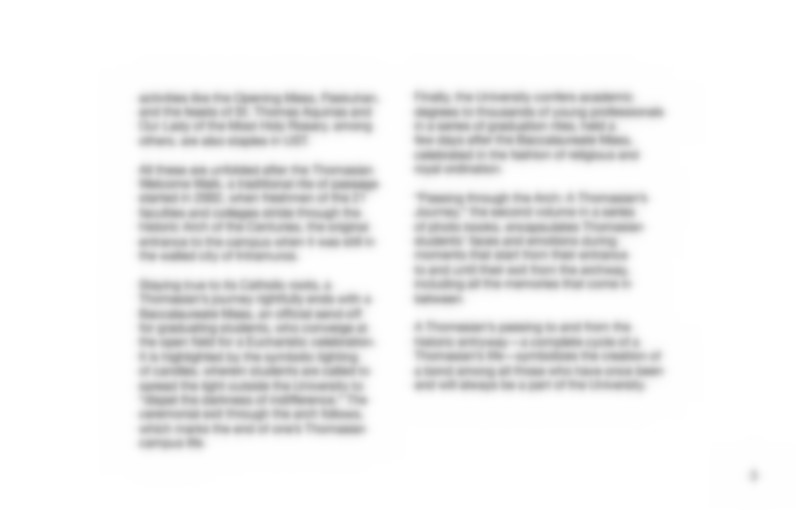 activities like the Opening Mass, Paskuhan,
and the feasts of St. Thomas Aquinas and
Our Lady of the Most Holy Rosary, among
others, are also staples in UST.
All these are unfolded after the Thomasian
Welcome Walk, a traditional rite of passage
started in 2002, when freshmen of the
faculties and colleges stride through the
historic Arch of the Centuries, the original
entrance to the campus when it was still in
the walled city of Intramuros.
Staying true to its Catholic roots, a
Thomasian's journey rightfully ends with a
Baccalaureate Mass, an official send-off
for graduating students, who converge at
the open field for a Eucharistic celebration.
It is highlighted by the symbolic lighting
of candles, wherein students are called to
spread the light outside the University to
"dispel the darkness of indifference." The
ceremonial exit through the arch follows,
which marks the end of one's Thomasian
campus life.
Finally, the University confers academic
degrees to thousands of young professionals
in a series of graduation rites, held a
few days after the Baccalaureate Mass,
celebrated in the fashion of religious and
royal ordination.
"Passing through the Arch: A Thomasian's
Journey," the second volume in a series
of photo books, encapsulates Thomasian
students' faces and emotions during
moments that start from their entrance
to and until their exit from the archway,
including all the memories that come in
between.
A Thomasian's passing to and from the
historic entryway – a complete cycle of a
Thomasian's life – symbolizes the creation of
a bond among all those who have once been
and will always be a part of the University.